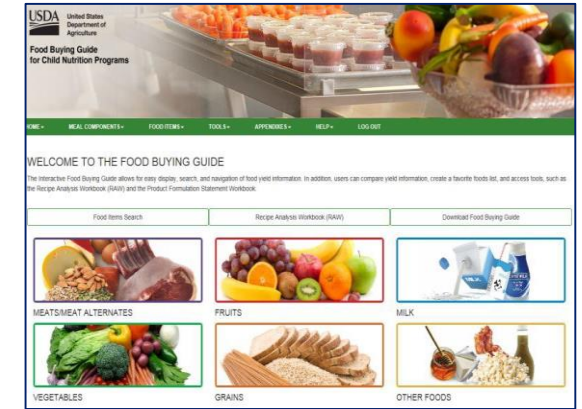 USDA
United States
Department of
Agriculture
Food Buying Guide
for Child Nutrition Programs
HOME
MEAL COMPONENTS
FOOD ITEMS
TOOLS
APPENDIXES
HELP
LOG OUT
WELCOME TO THE FOOD BUYING GUIDE
The Interactive Food Buying Guide allows for easy display, search, and navigation of food yield information. In addition, users can compare yield information, create a favorite foods list, and access tools, such as
the Recipe Analysis Workbook (RAW) and the Product Formulation Statement Workbook.
Food Items Search
Recipe Analysis Workbook (RAW)
Download Food Buying Guide
MEATS/MEAT ALTERNATES
FRUITS
MILK
VEGETABLES
GRAINS
OTHER FOODS